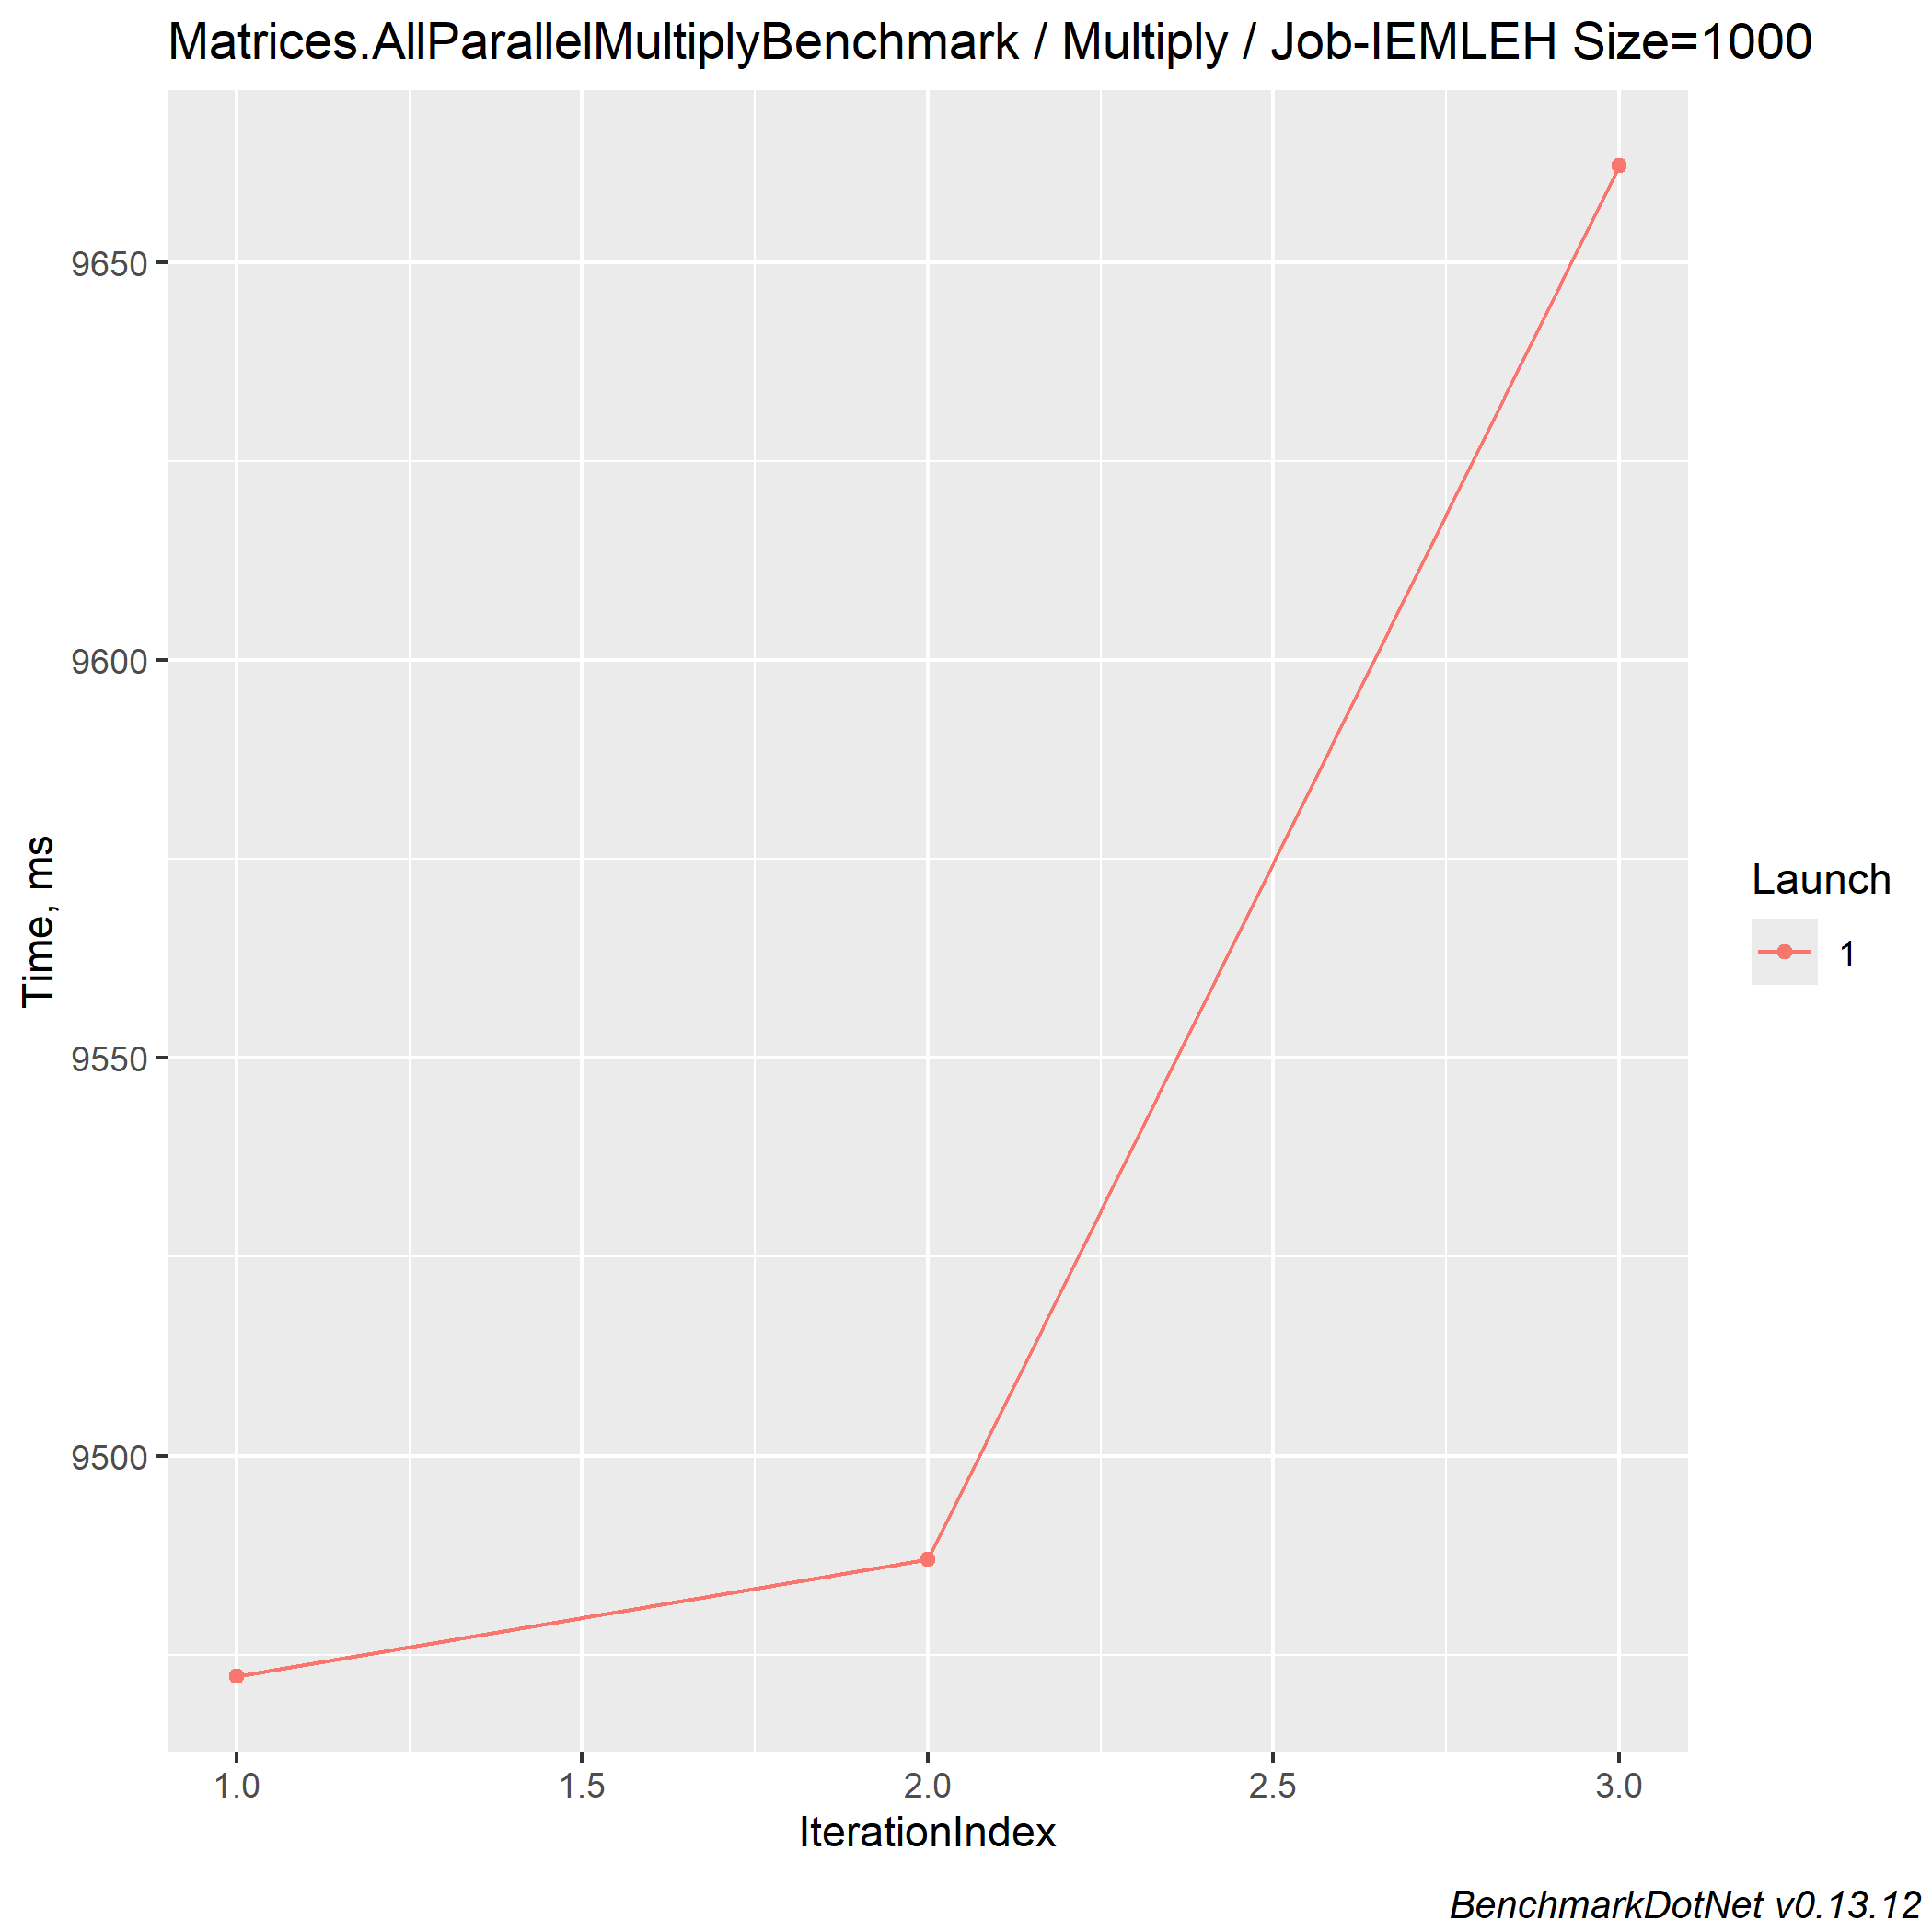 Matrices.AllParallelMultiplyBenchmark / Multiply / Job-IEMLEH Size=1000
Time, ms
9650
9600
9550
9500
1.0
1.5
2.0
2.5
3.0
IterationIndex
Launch
1
BenchmarkDotNet v0.13.12